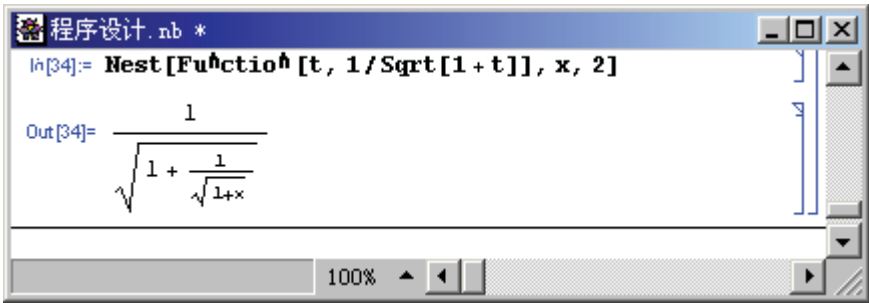 程序设计.nb *
In[34]:= Nest[Function[t, 1/Sqrt[1+t]], x, 2]
Out[34]= 1/√(1 + 1/√(1+x))
100%